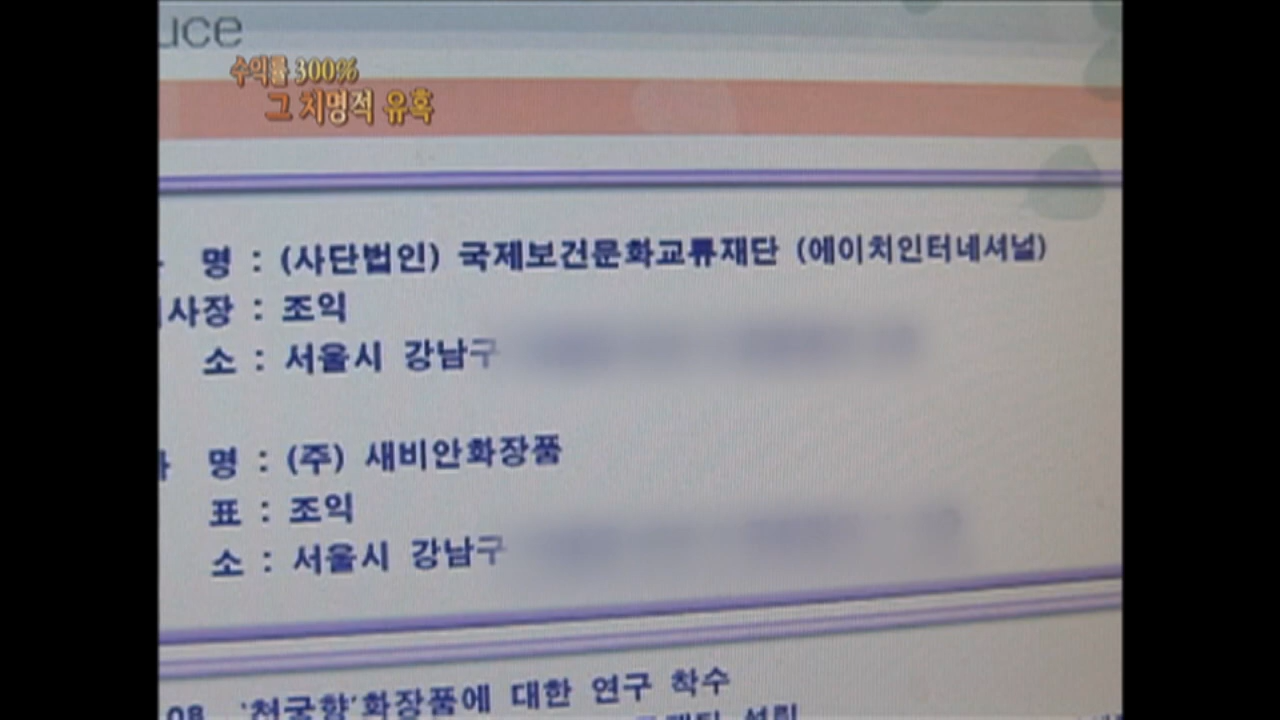 uce
수익률 300%
그 치명적 유혹
명 : (사단법인) 국제보건문화교류재단 (에이치인터네셔널)
사장 : 조익
소 : 서울시 강남구
명 : (주) 새비안화장품
표 : 조익
소 : 서울시 강남구
08 '천궁향'화장품에 대한 연구 착수
설립